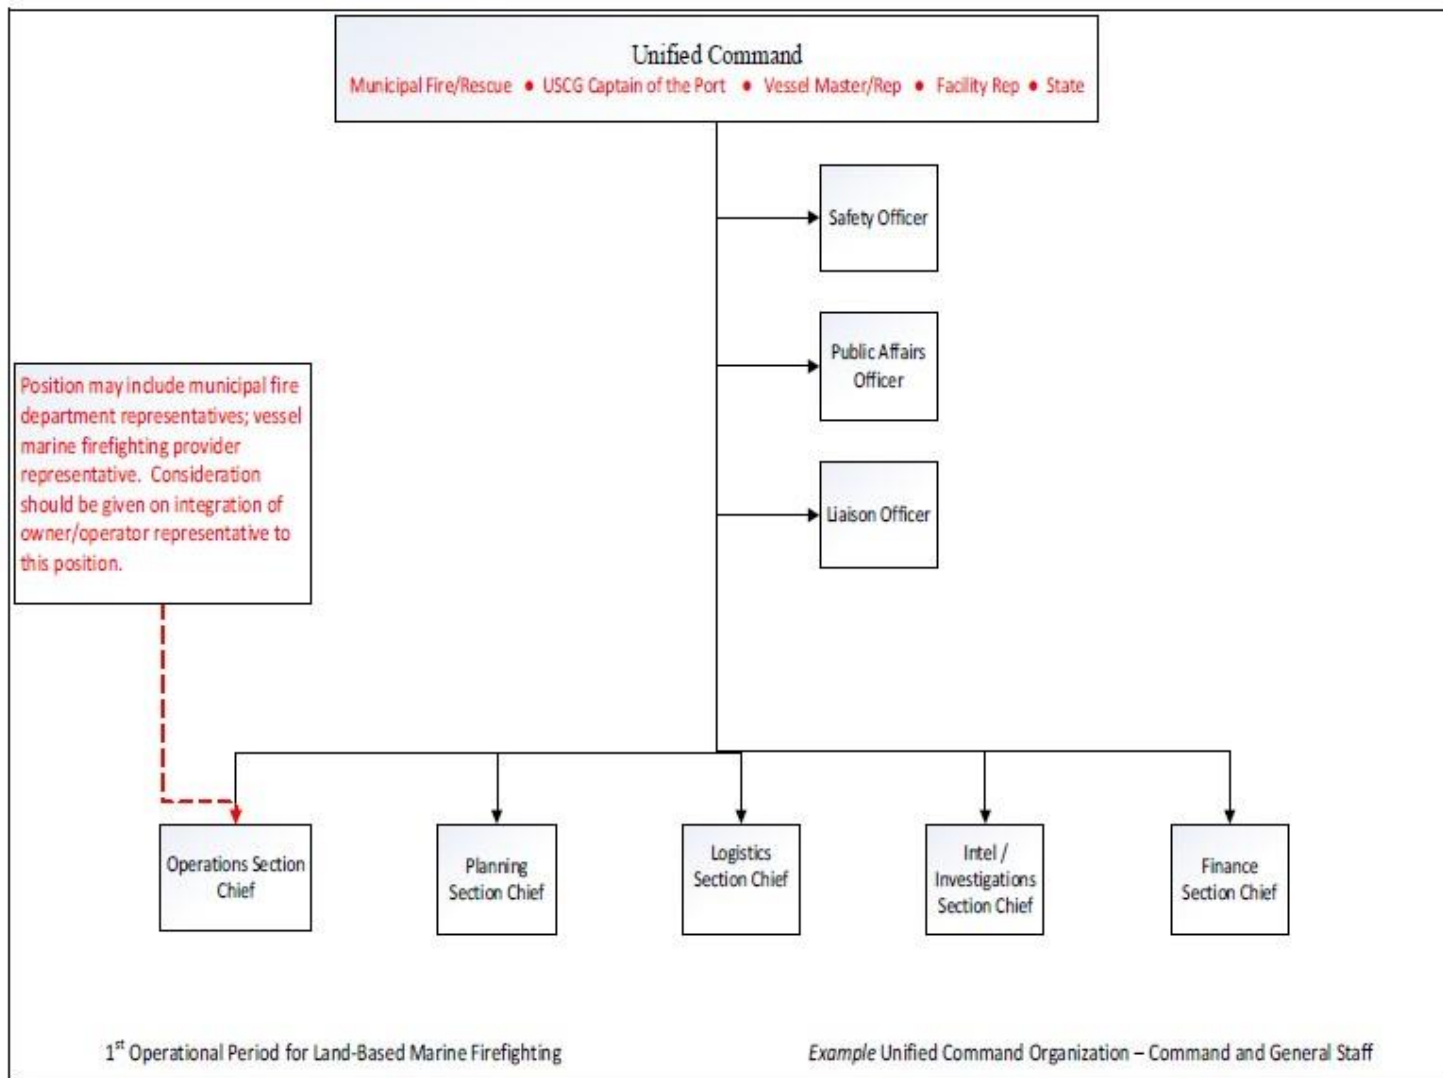 Unified Command
Municipal Fire/Rescue ● USCG Captain of the Port ● Vessel Master/Rep ● Facility Rep ● State
Safety Officer
Public Affairs
Officer
Liaison Officer
Position may include municipal fire
department representatives; vessel
marine firefighting provider
representative. Consideration
should be given on integration of
owner/operator representative to
this position.
Operations Section
Chief
Planning
Section Chief
Logistics
Section Chief
Intel /
Investigations
Section Chief
Finance
Section Chief
1st Operational Period for Land-Based Marine Firefighting
Example Unified Command Organization – Command and General Staff